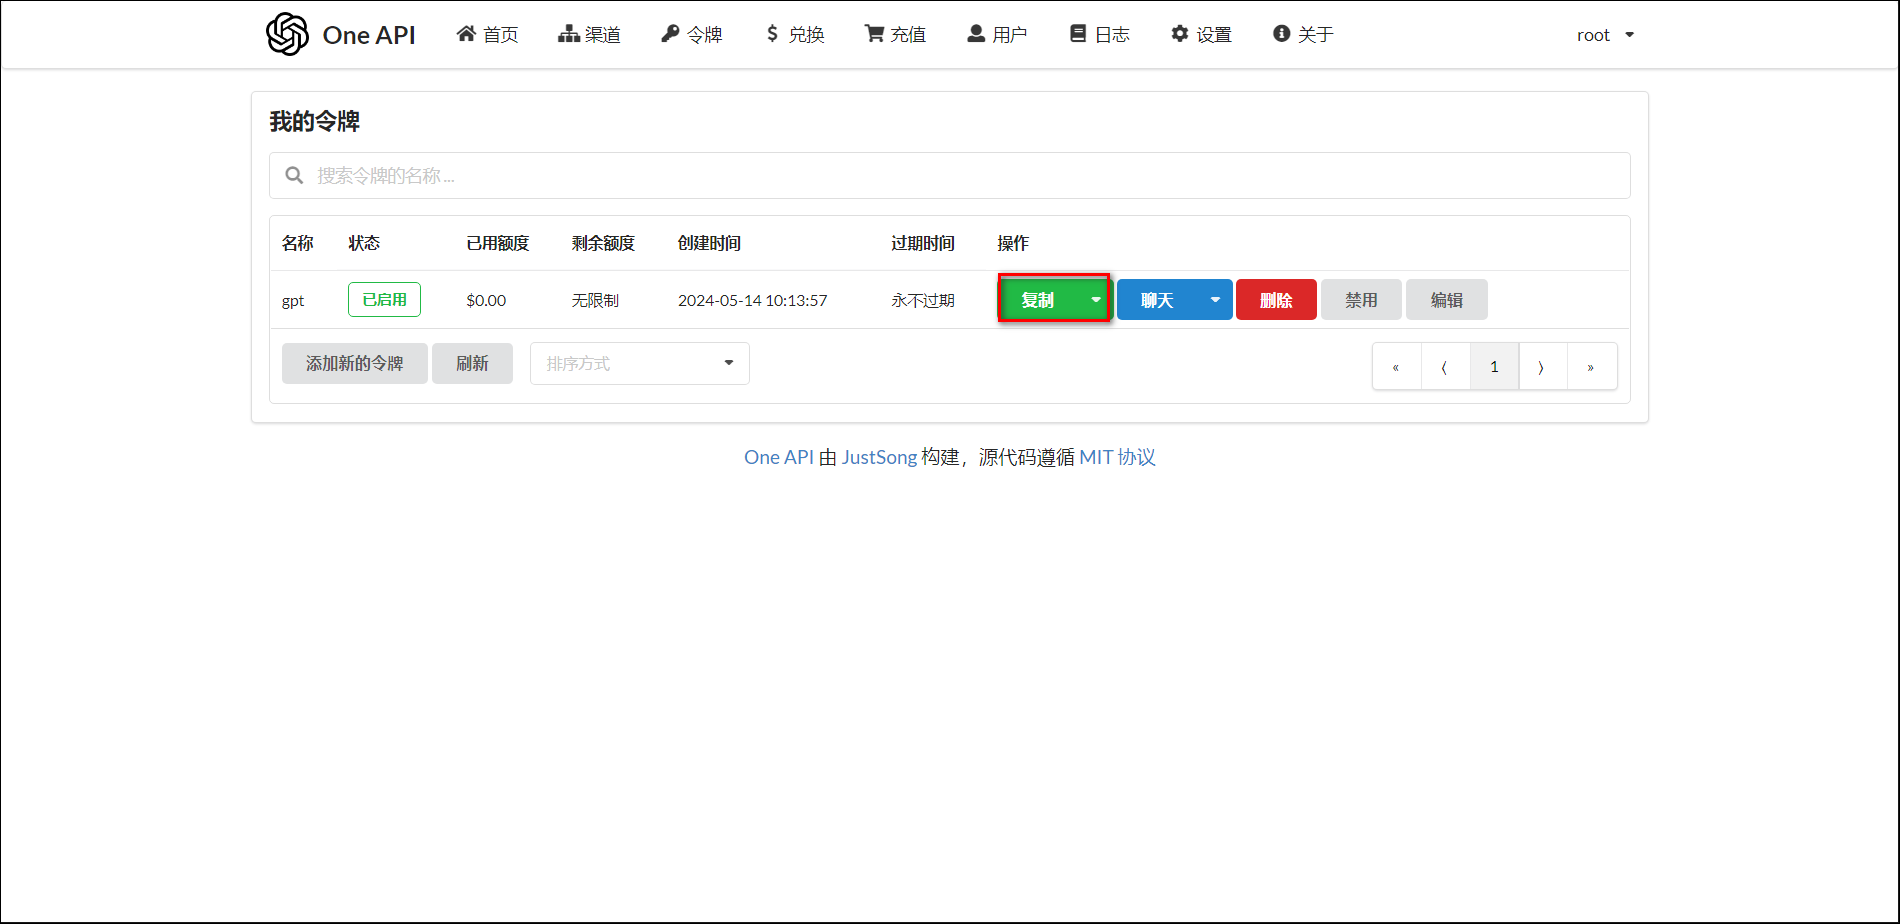 One API 首页 渠道 令牌 兑换 充值 用户 日志 设置 关于 root
我的令牌
搜索令牌的名称 ...
名称 状态 已用额度 剩余额度 创建时间 过期时间 操作
gpt 已启用 $0.00 无限制 2024-05-14 10:13:57 永不过期 复制 聊天 删除 禁用 编辑
添加新的令牌 刷新 排序方式 « ⟨ 1 ⟩ »
One API 由 JustSong 构建，源代码遵循 MIT 协议